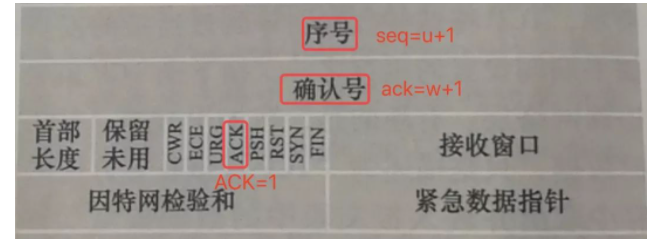 序号 seq=u+1
确认号 ack=w+1
首部长度 保留未用 CWR ECE URG ACK PSH RST SYN FIN 接收窗口
ACK=1
因特网检验和 紧急数据指针